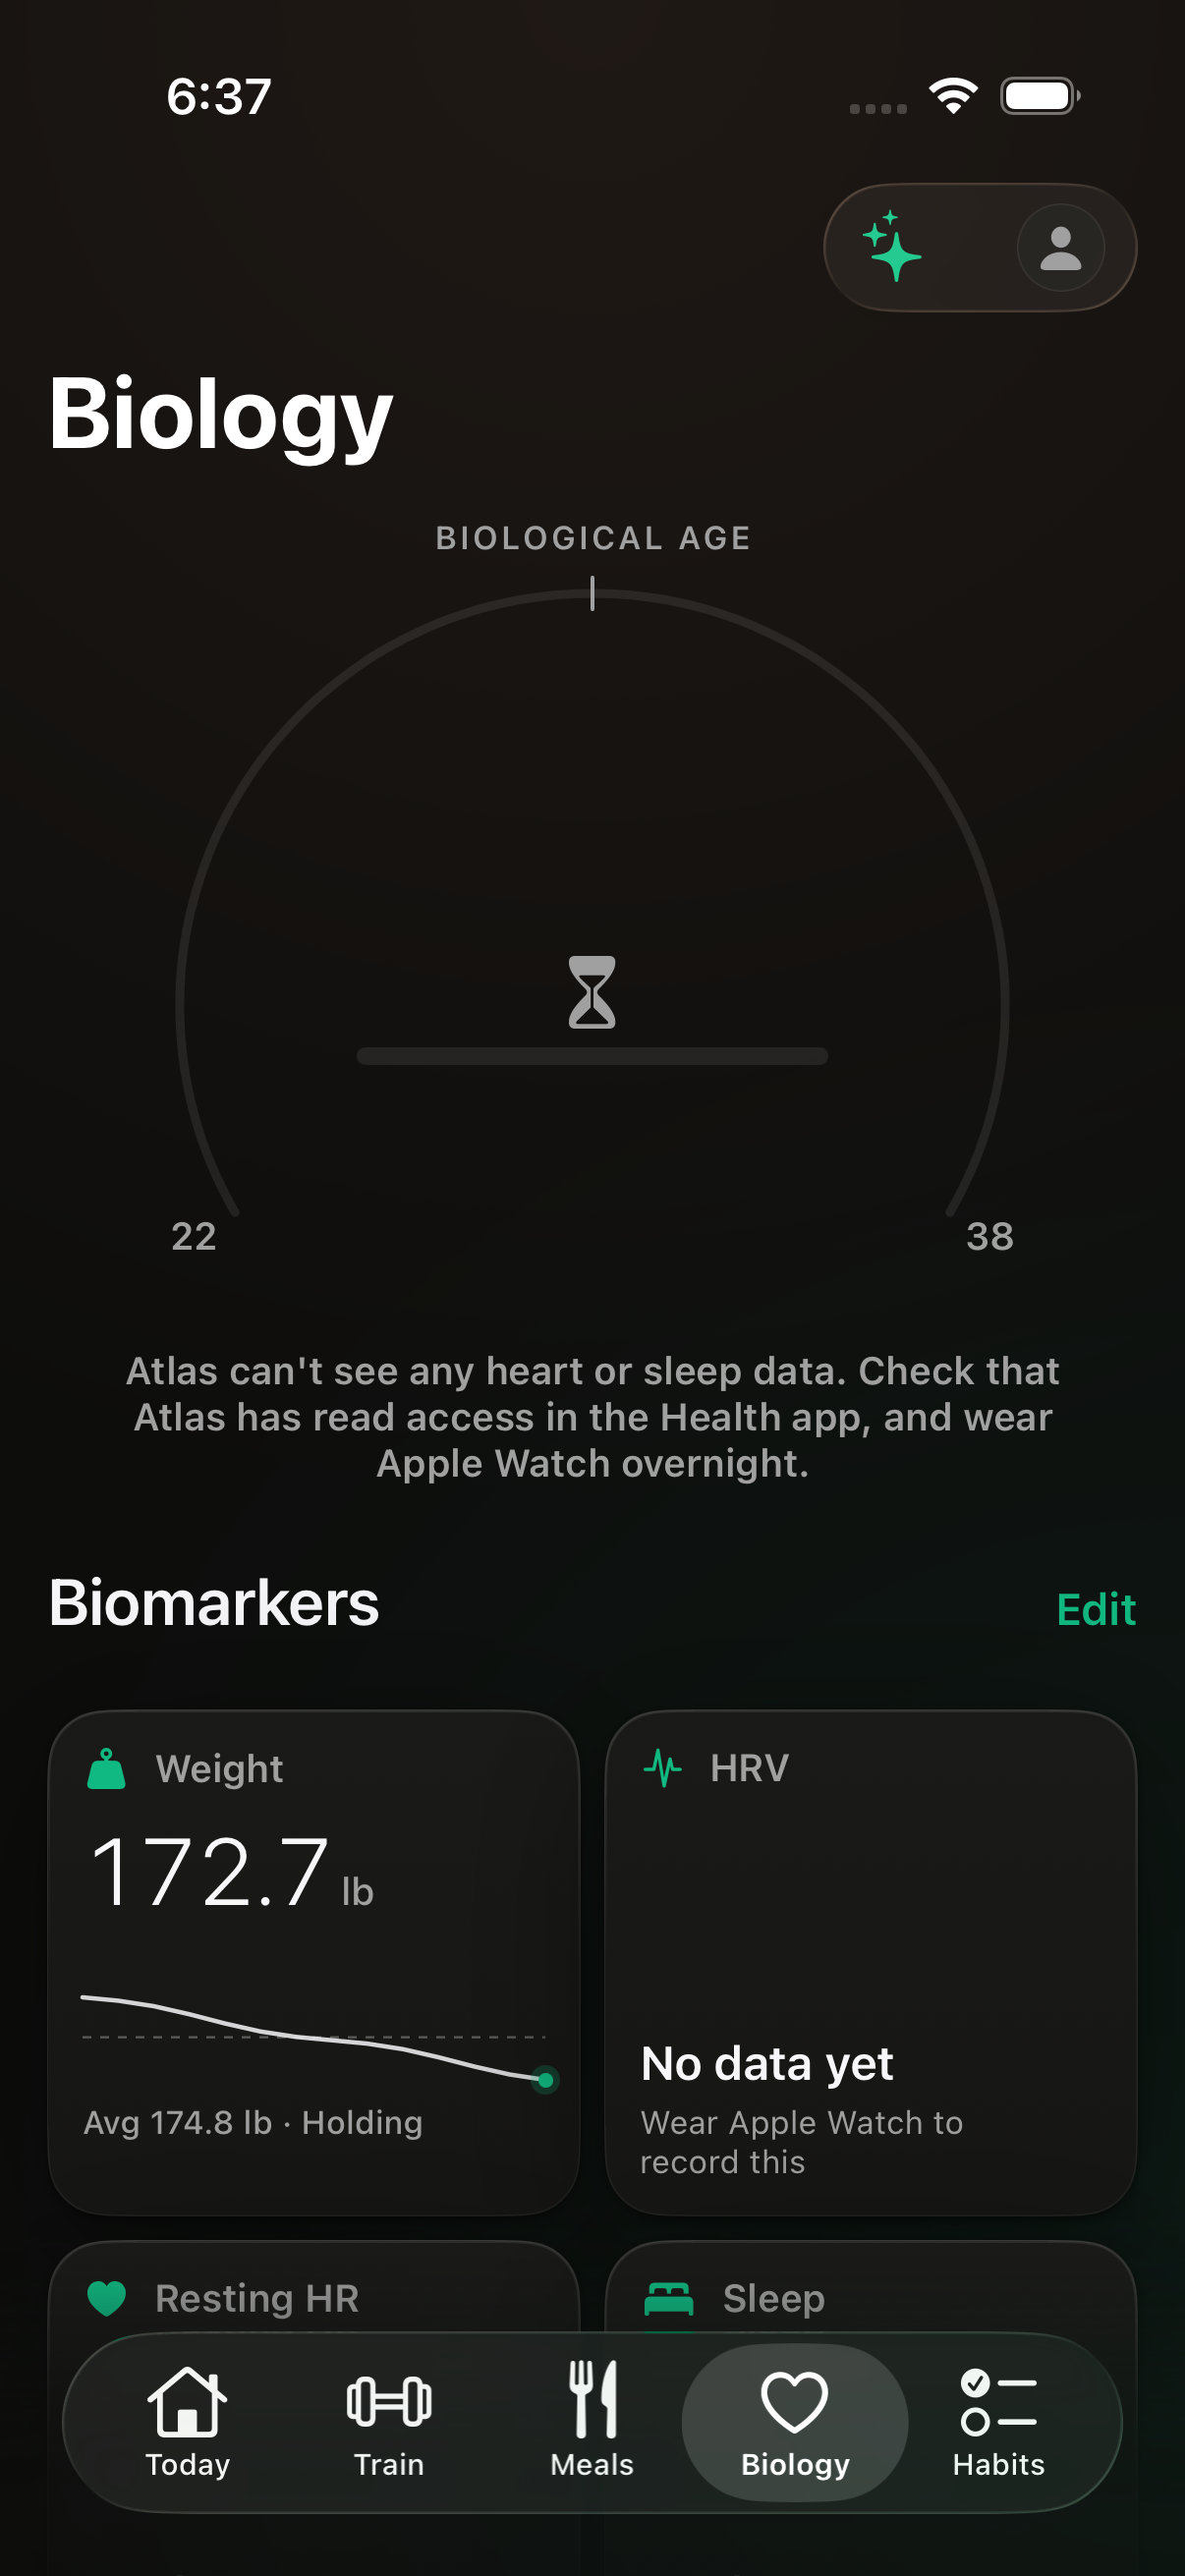 6:37
Biology
BIOLOGICAL AGE
22
38
Atlas can't see any heart or sleep data. Check that
Atlas has read access in the Health app, and wear
Apple Watch overnight.
Biomarkers
Edit
Weight
172.7 lb
Avg 174.8 lb · Holding
HRV
No data yet
Wear Apple Watch to
record this
Resting HR
Sleep
Today
Train
Meals
Biology
Habits